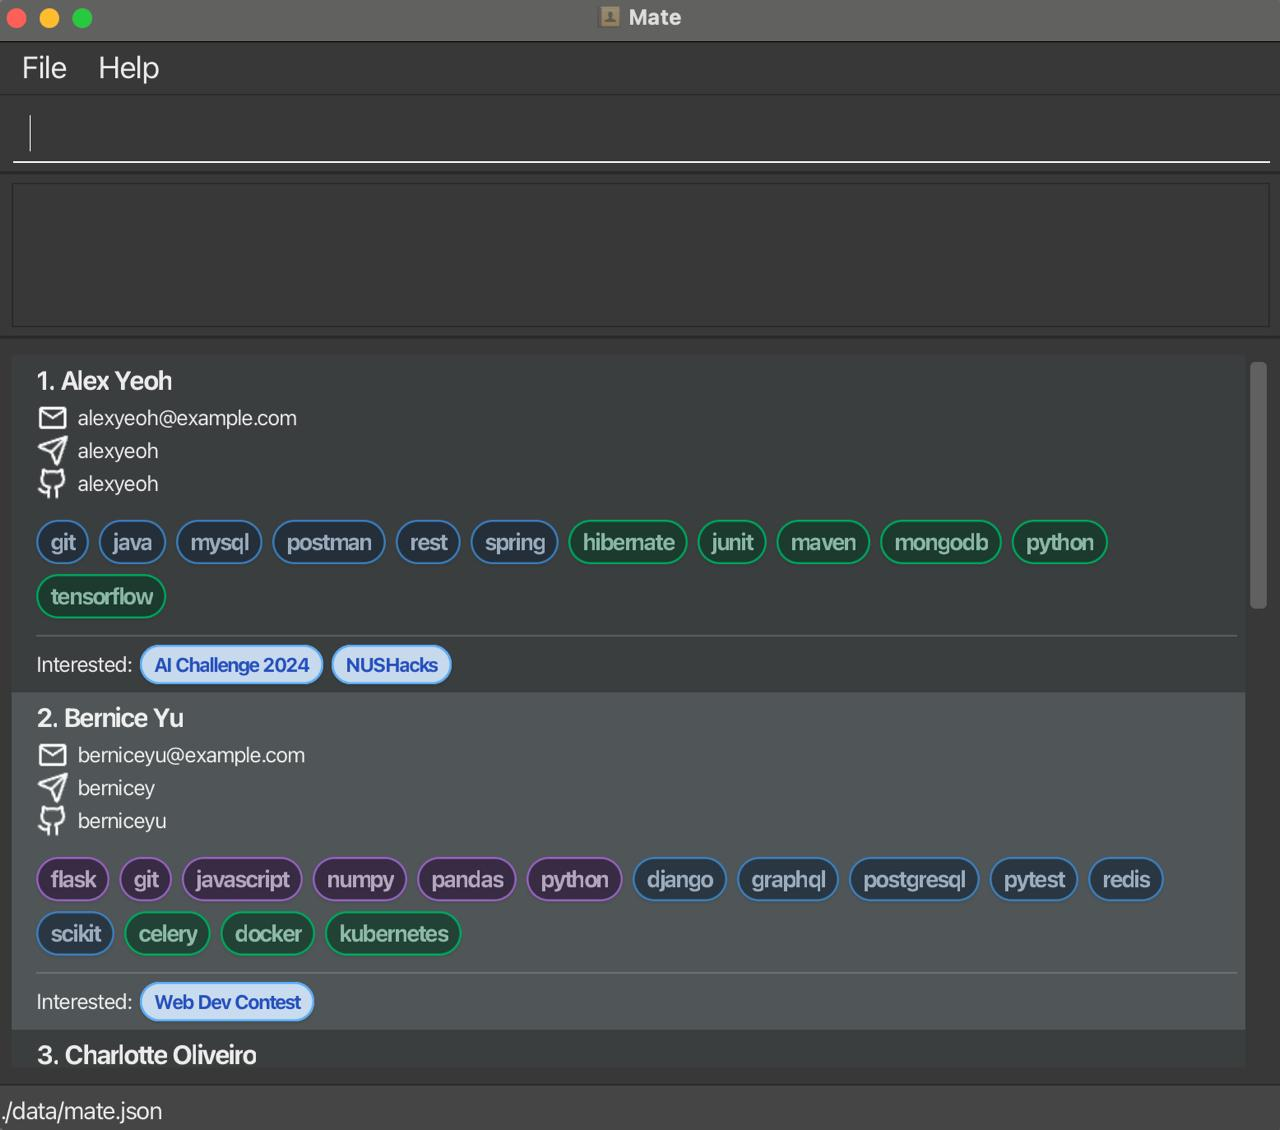 Mate
File Help
1. Alex Yeoh
alexyeoh@example.com
alexyeoh
alexyeoh
git java mysql postman rest spring hibernate junit maven mongodb python
tensorflow
Interested: AI Challenge 2024 NUSHacks
2. Bernice Yu
berniceyu@example.com
bernicey
berniceyu
flask git javascript numpy pandas python django graphql postgresql pytest redis
scikit celery docker kubernetes
Interested: Web Dev Contest
3. Charlotte Oliveiro
./data/mate.json